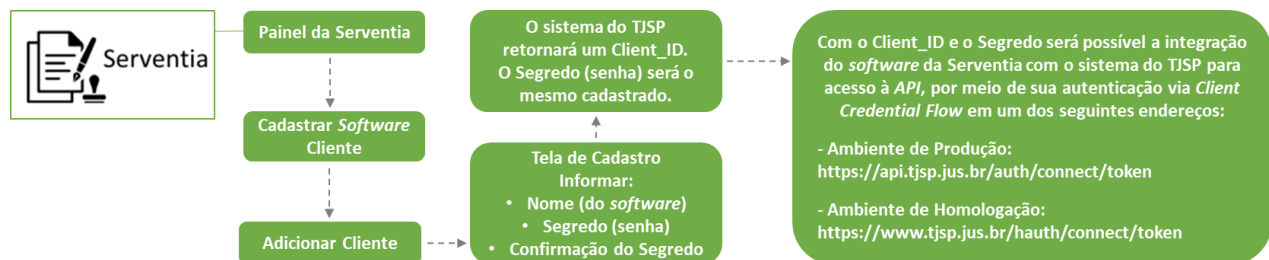 Serventia
Painel da Serventia
Cadastrar Software
Cliente
Adicionar Cliente
Tela de Cadastro
Informar:
• Nome (do software)
• Segredo (senha)
• Confirmação do Segredo
O sistema do TJSP
retornará um Client_ID.
O Segredo (senha) será o
mesmo cadastrado.
Com o Client_ID e o Segredo será possível a integração
do software da Serventia com o sistema do TJSP para
acesso à API, por meio de sua autenticação via Client
Credential Flow em um dos seguintes endereços:
- Ambiente de Produção:
https://api.tjsp.jus.br/auth/connect/token
- Ambiente de Homologação:
https://www.tjsp.jus.br/hauth/connect/token